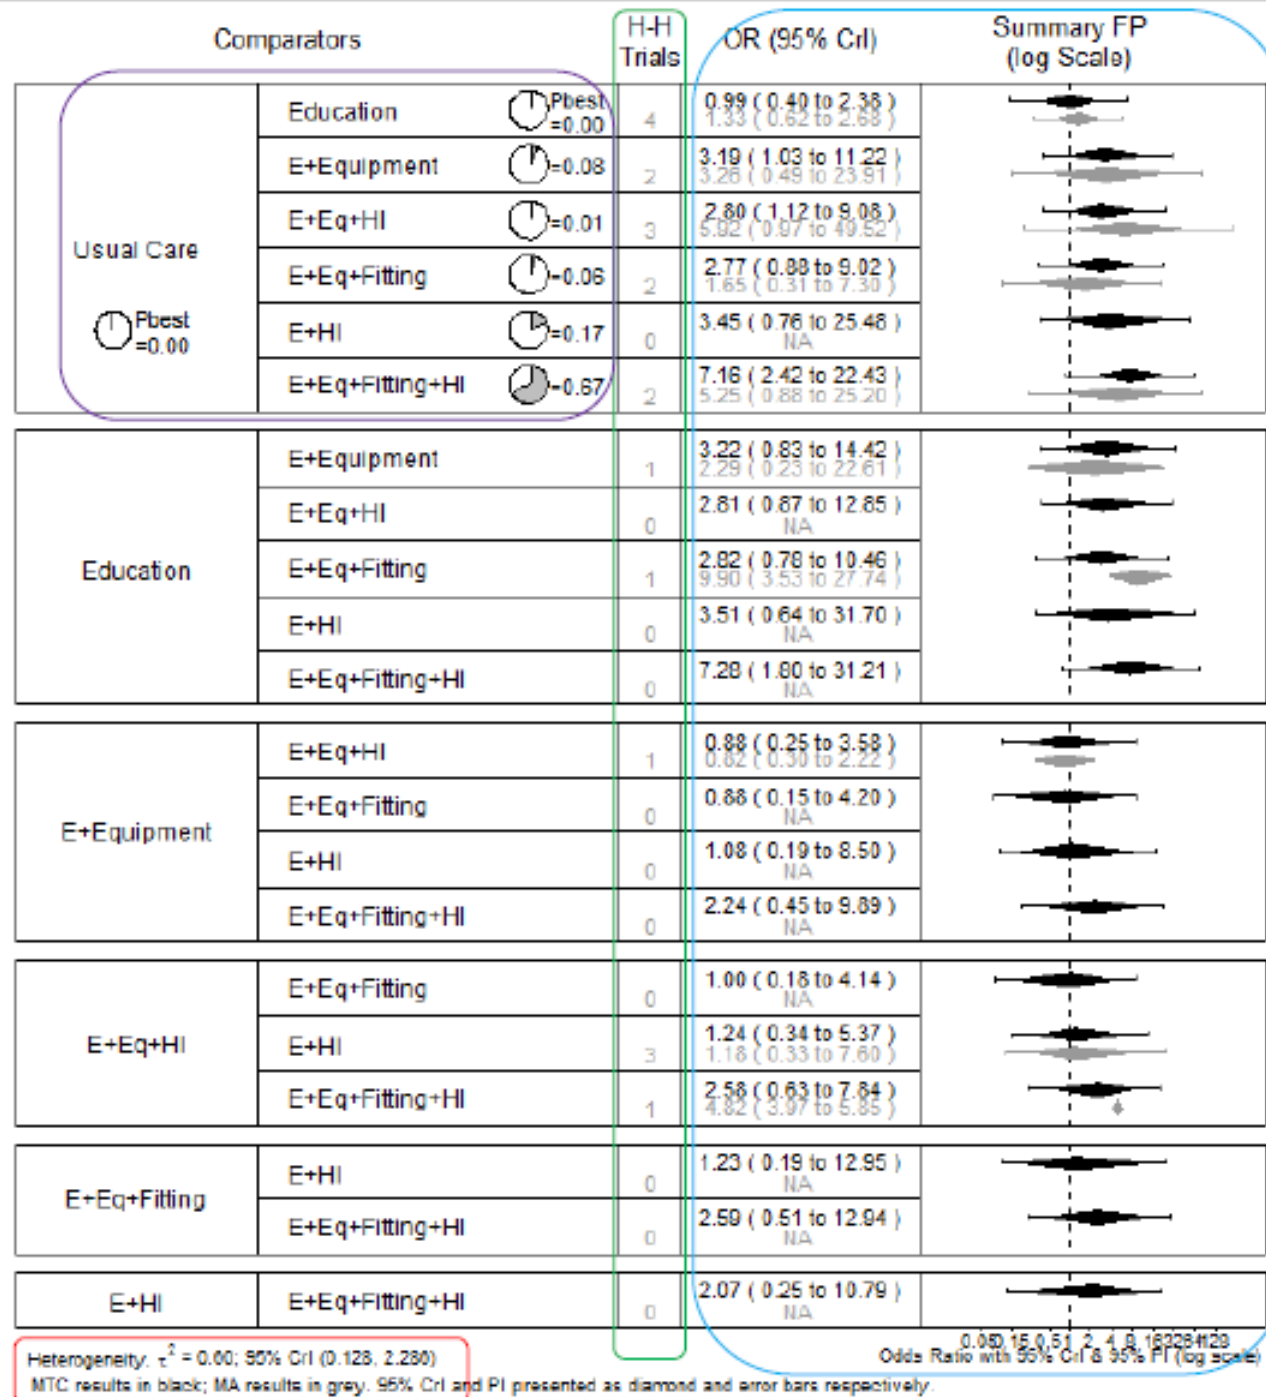 Comparators H-H Trials OR (95% CrI) Summary FP (log Scale)
Usual Care
Pbest =0.00
Education Pbest =0.00 4 0.99 ( 0.40 to 2.38 )
1.33 ( 0.62 to 2.68 )
E+Equipment =0.08 2 3.19 ( 1.03 to 11.22 )
3.26 ( 0.49 to 23.91 )
E+Eq+HI =0.01 3 2.80 ( 1.12 to 9.08 )
5.92 ( 0.97 to 49.52 )
E+Eq+Fitting =0.06 2 2.77 ( 0.88 to 9.02 )
1.65 ( 0.31 to 7.30 )
E+HI =0.17 0 3.45 ( 0.76 to 25.48 )
NA
E+Eq+Fitting+HI =0.67 2 7.16 ( 2.42 to 22.43 )
5.25 ( 0.88 to 25.20 )
Education
E+Equipment 1 3.22 ( 0.83 to 14.42 )
2.29 ( 0.23 to 22.61 )
E+Eq+HI 0 2.81 ( 0.87 to 12.85 )
NA
E+Eq+Fitting 1 2.82 ( 0.78 to 10.46 )
9.90 ( 3.53 to 27.74 )
E+HI 0 3.51 ( 0.64 to 31.70 )
NA
E+Eq+Fitting+HI 0 7.28 ( 1.80 to 31.21 )
NA
E+Equipment
E+Eq+HI 1 0.88 ( 0.25 to 3.58 )
0.82 ( 0.30 to 2.22 )
E+Eq+Fitting 0 0.88 ( 0.15 to 4.20 )
NA
E+HI 0 1.08 ( 0.19 to 8.50 )
NA
E+Eq+Fitting+HI 0 2.24 ( 0.45 to 9.89 )
NA
E+Eq+HI
E+Eq+Fitting 0 1.00 ( 0.18 to 4.14 )
NA
E+HI 3 1.24 ( 0.34 to 5.37 )
1.18 ( 0.33 to 7.60 )
E+Eq+Fitting+HI 1 2.58 ( 0.63 to 7.84 )
4.82 ( 3.97 to 5.85 )
E+Eq+Fitting
E+HI 0 1.23 ( 0.19 to 12.95 )
NA
E+Eq+Fitting+HI 0 2.59 ( 0.51 to 12.94 )
NA
E+HI
E+Eq+Fitting+HI 0 2.07 ( 0.25 to 10.79 )
NA
0.5 1 2 4 8 16 32 64 128
Odds Ratio with 95% CrI & 95% PI (log scale)
Heterogeneity. τ² = 0.60; 95% CrI (0.128, 2.286)
MTC results in black; MA results in grey. 95% CrI and PI presented as diamond and error bars respectively.